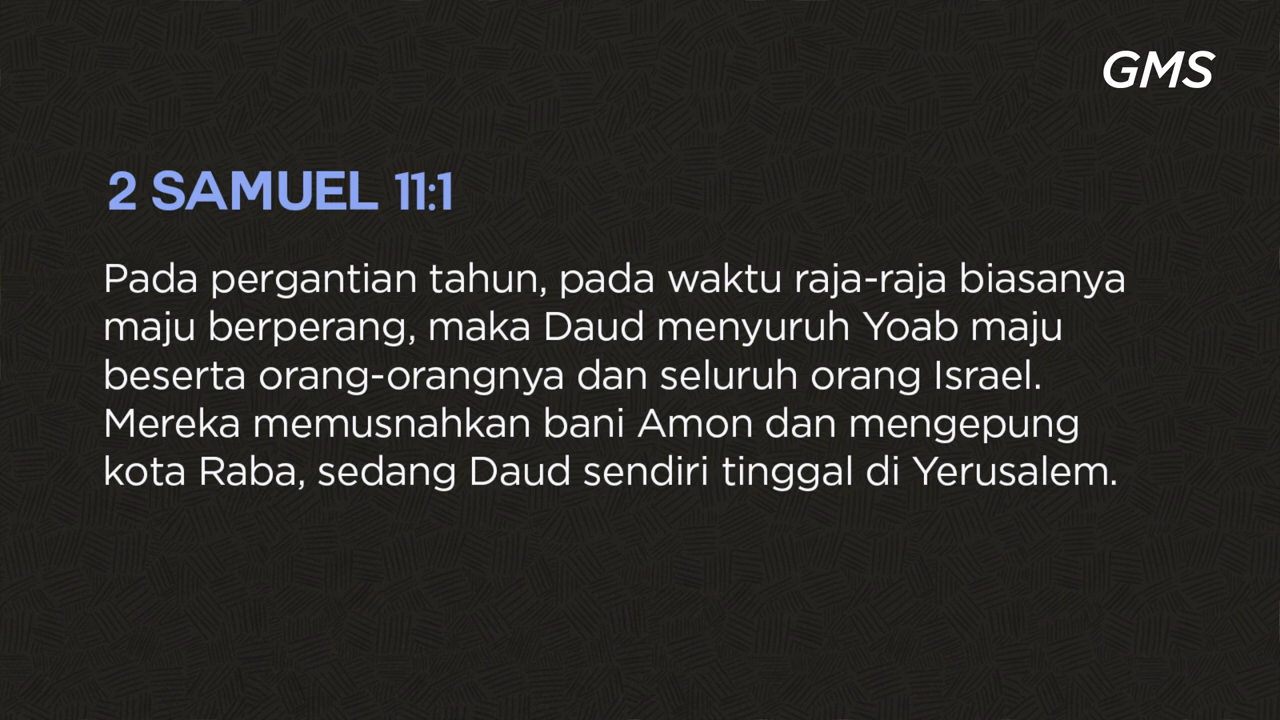 GMS
2 SAMUEL 11:1
Pada pergantian tahun, pada waktu raja-raja biasanya
maju berperang, maka Daud menyuruh Yoab maju
beserta orang-orangnya dan seluruh orang Israel.
Mereka memusnahkan bani Amon dan mengepung
kota Raba, sedang Daud sendiri tinggal di Yerusalem.